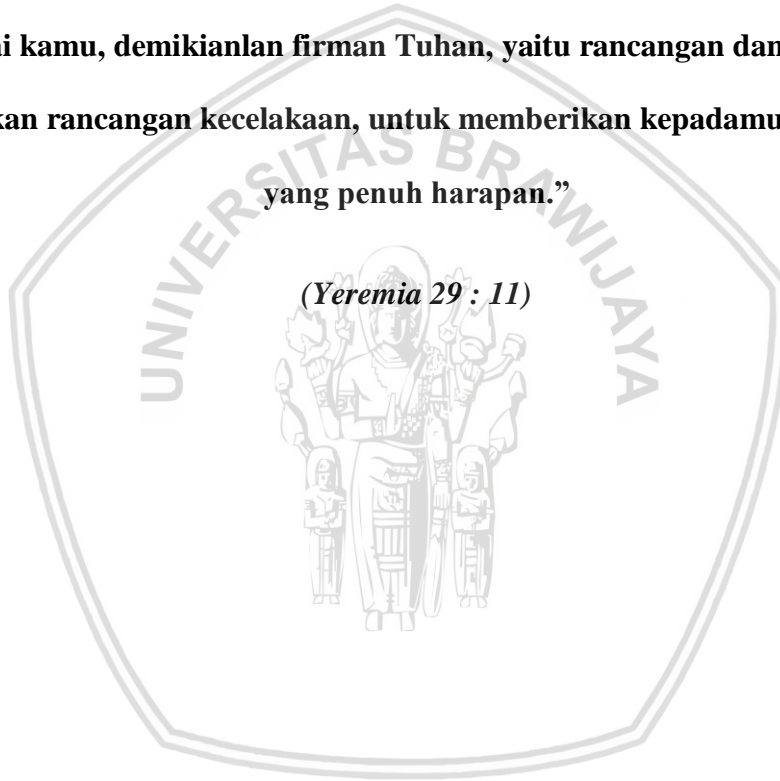 ai kamu, demikianlah firman Tuhan, yaitu rancangan dan
kan rancangan kecelakaan, untuk memberikan kepadamu
yang penuh harapan.”
(Yeremia 29 : 11)
UNIVERSITAS BRAWIJAYA